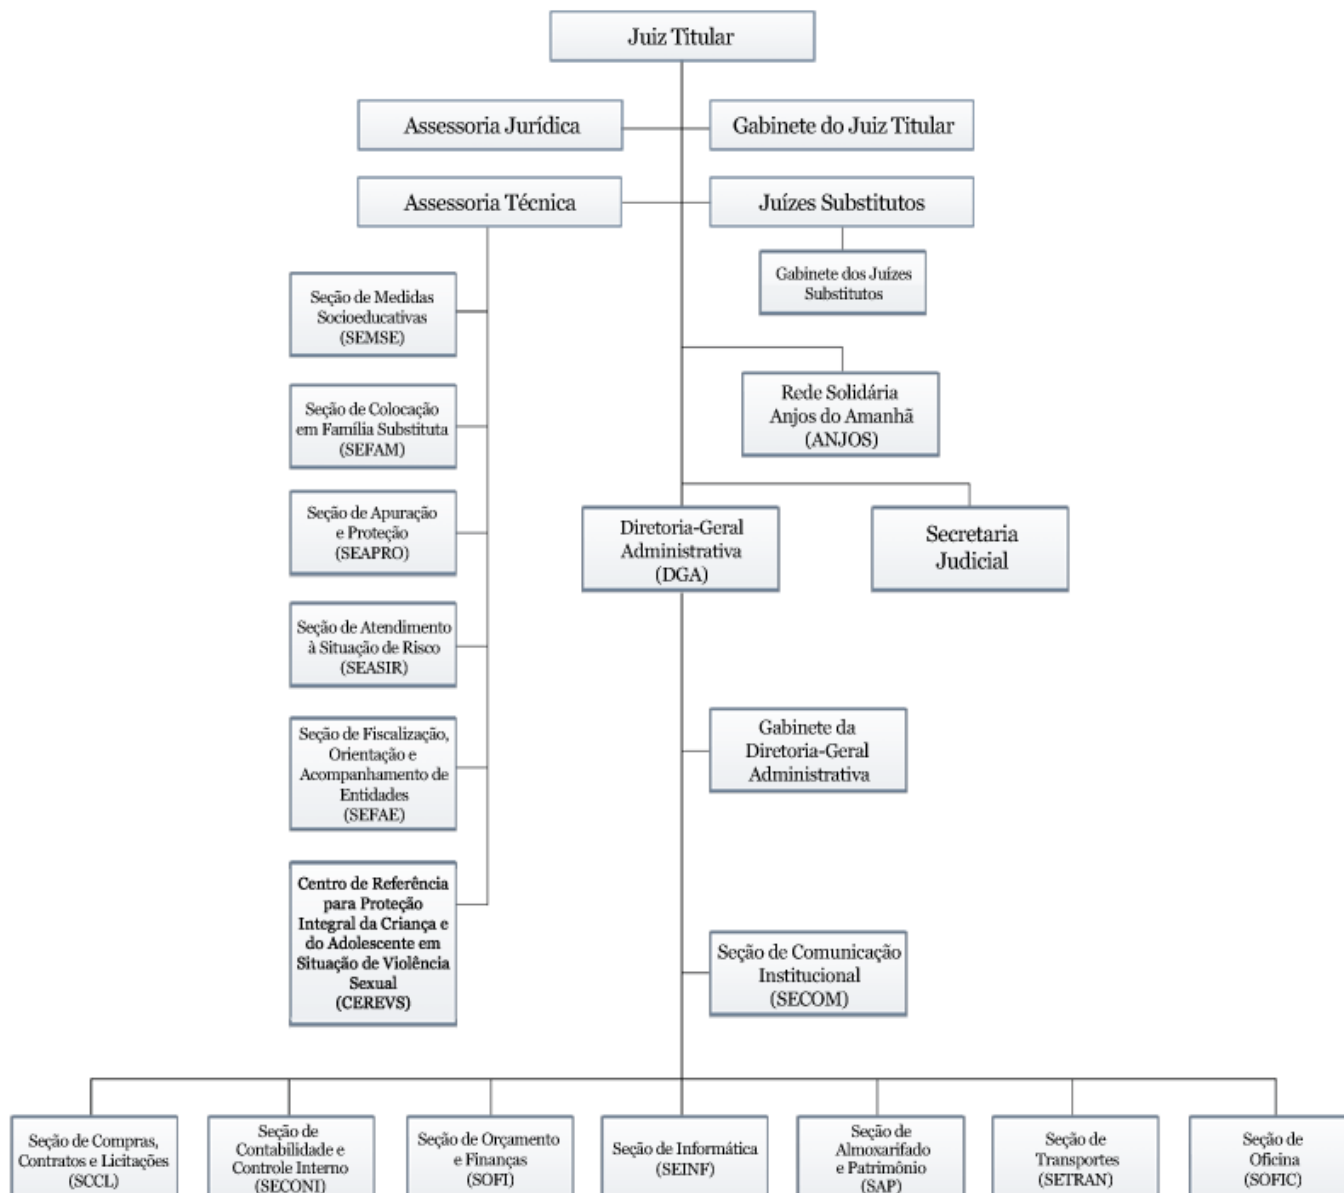 Juiz Titular
Assessoria Jurídica
Gabinete do Juiz Titular
Assessoria Técnica
Juízes Substitutos
Gabinete dos Juízes
Substitutos
Seção de Medidas
Socioeducativas
(SEMSE)
Rede Solidária
Anjos do Amanhã
(ANJOS)
Seção de Colocação
em Família Substituta
(SEFAM)
Seção de Apuração
e Proteção
(SEAPRO)
Diretoria-Geral
Administrativa
(DGA)
Secretaria
Judicial
Seção de Atendimento
à Situação de Risco
(SEASIR)
Seção de Fiscalização,
Orientação e
Acompanhamento de
Entidades
(SEFAE)
Gabinete da
Diretoria-Geral
Administrativa
Centro de Referência
para Proteção
Integral da Criança e
do Adolescente em
Situação de Violência
Sexual
(CEREVS)
Seção de Comunicação
Institucional
(SECOM)
Seção de Compras,
Contratos e Licitações
(SCCL)
Seção de
Contabilidade e
Controle Interno
(SECONI)
Seção de Orçamento
e Finanças
(SOFI)
Seção de Informática
(SEINF)
Seção de
Almoxarifado
e Patrimônio
(SAP)
Seção de
Transportes
(SETRAN)
Seção de
Oficina
(SOFIC)